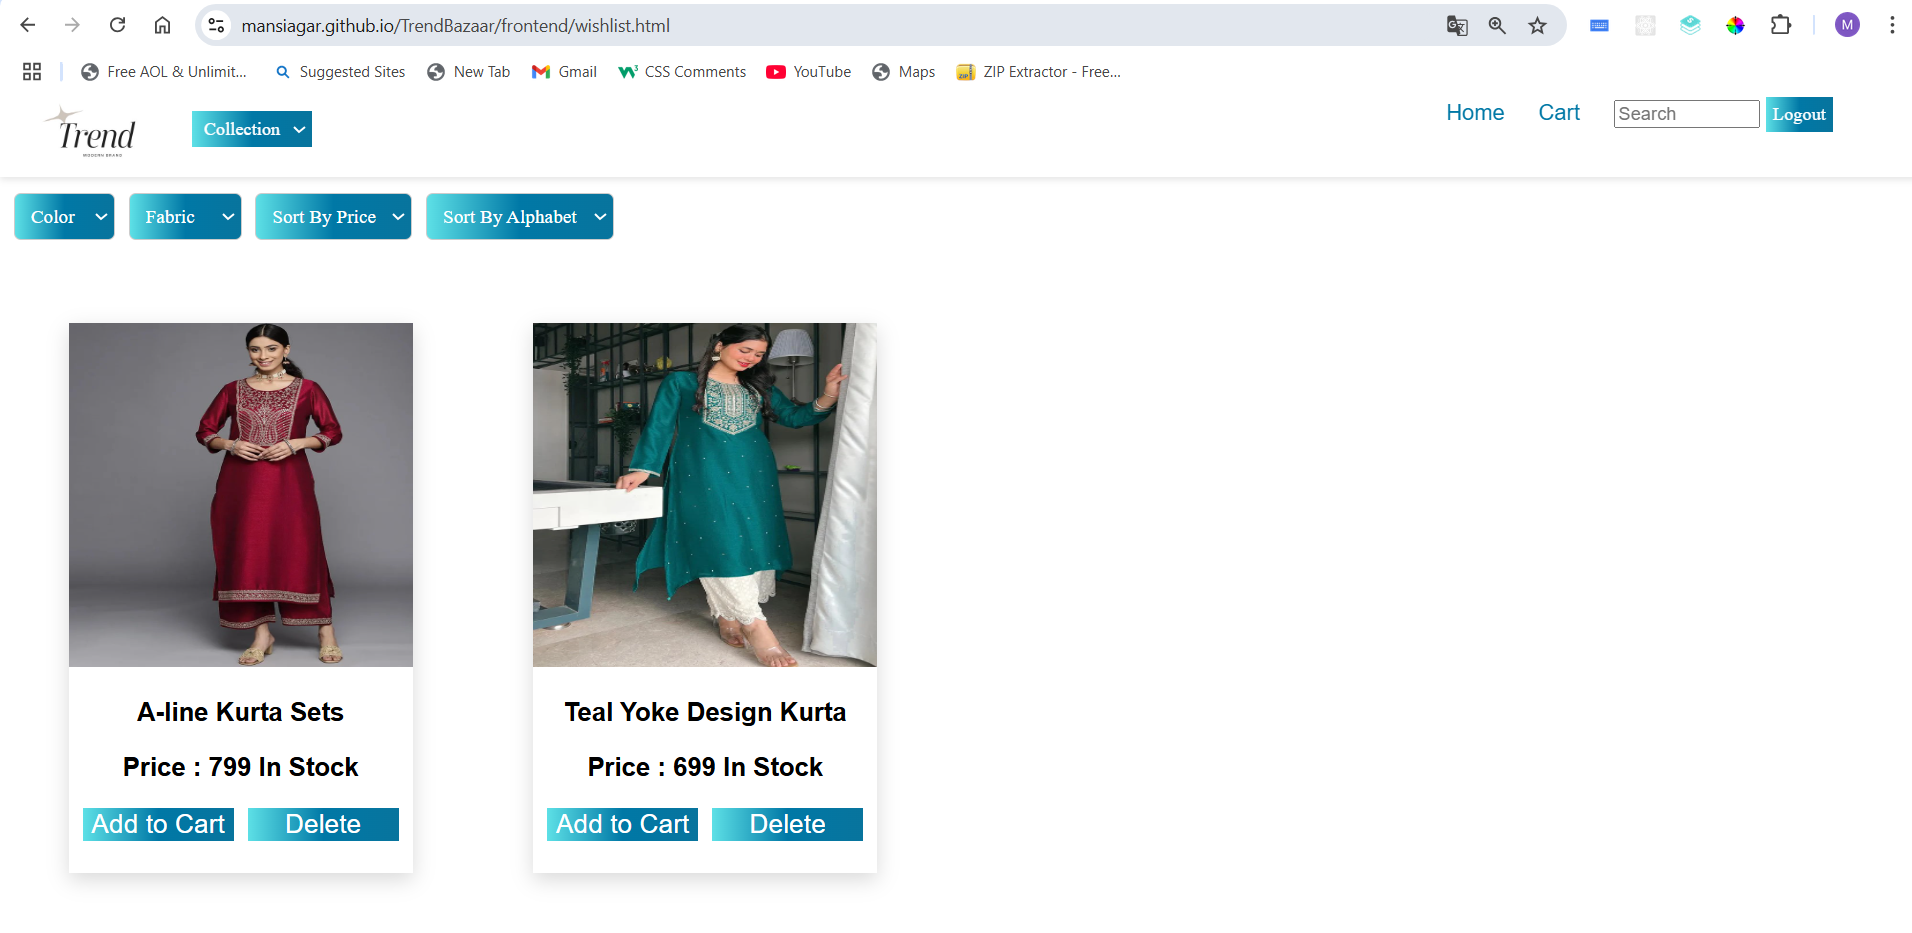 mansiagar.github.io/TrendBazaar/frontend/wishlist.html
M
Free AOL & Unlimit...
Suggested Sites
New Tab
Gmail
CSS Comments
YouTube
Maps
ZIP Extractor - Free...
Trend
MODERN BRAND
Collection
Home
Cart
Search
Logout
Color
Fabric
Sort By Price
Sort By Alphabet
A-line Kurta Sets
Price : 799 In Stock
Add to Cart
Delete
Teal Yoke Design Kurta
Price : 699 In Stock
Add to Cart
Delete